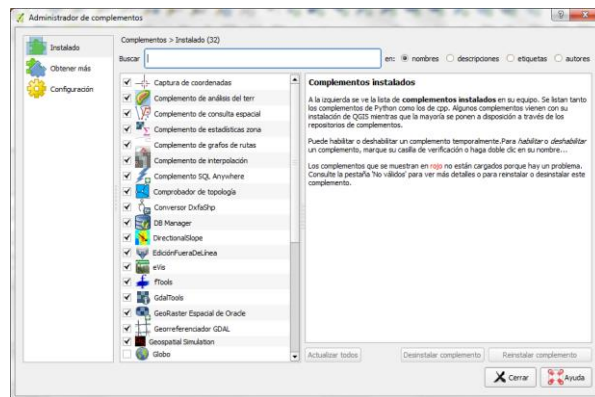 Administrador de complementos
Instalado
Obtener más
Configuración
Complementos > Instalado (32)
Buscar
en: nombres descripciones etiquetas autores
Captura de coordenadas
Complemento de análisis del terr
Complemento de consulta espacial
Complemento de estadísticas zona
Complemento de grafos de rutas
Complemento de interpolación
Complemento SQL Anywhere
Comprobador de topología
Conversor DxfaShp
DB Manager
DirectionalSlope
EdiciónFueraDeLínea
eVis
fTools
GdalTools
GeoRaster Espacial de Oracle
Georreferenciador GDAL
Geospatial Simulation
Globo
Complementos instalados
A la izquierda se ve la lista de complementos instalados en su equipo. Se listan tanto
los complementos de Python como los de cpp. Algunos complementos vienen con su
instalación de QGIS mientras que la mayoría se ponen a disposición a través de los
repositorios de complementos.
Puede habilitar o deshabilitar un complemento temporalmente.Para habilitar o deshabilitar
un complemento, marque su casilla de verificación o haga doble clic en su nombre...
Los complementos que se muestran en rojo no están cargados porque hay un problema.
Consulte la pestaña 'No válidos' para ver más detalles o para reinstalar o desinstalar este
complemento.
Actualizar todos
Desinstalar complemento
Reinstalar complemento
Cerrar
Ayuda